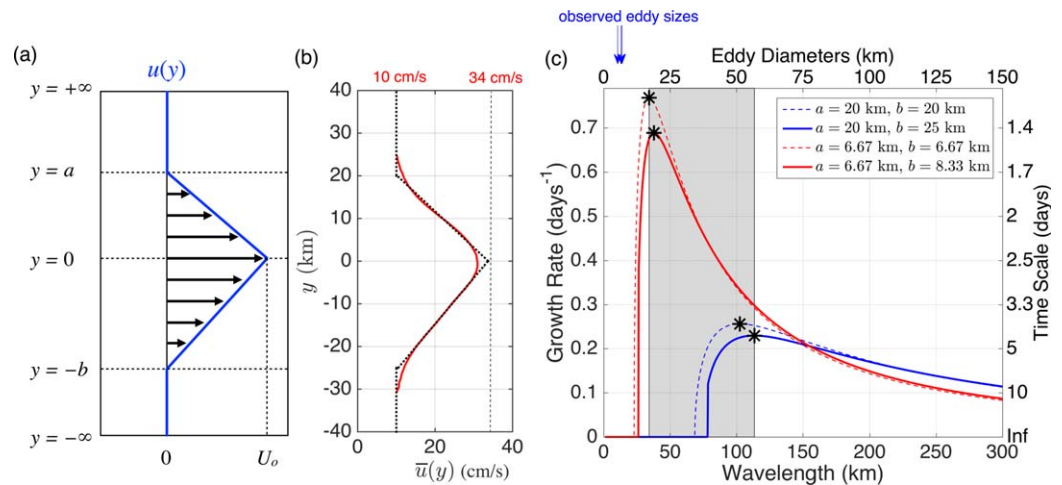 observed eddy sizes
(a)
u(y)
y = +∞
y = a
y = 0
y = −b
y = −∞
0
U_o
(b)
10 cm/s
34 cm/s
40
30
20
10
0
-10
-20
-30
-40
y (km)
0
20
40
u̅(y) (cm/s)
(c)
Eddy Diameters (km)
0
25
50
75
100
125
150
a = 20 km, b = 20 km
a = 20 km, b = 25 km
a = 6.67 km, b = 6.67 km
a = 6.67 km, b = 8.33 km
Growth Rate (days⁻¹)
0.7
0.6
0.5
0.4
0.3
0.2
0.1
0
Time Scale (days)
1.4
1.7
2
2.5
3.3
5
10
Inf
0
50
100
150
200
250
300
Wavelength (km)